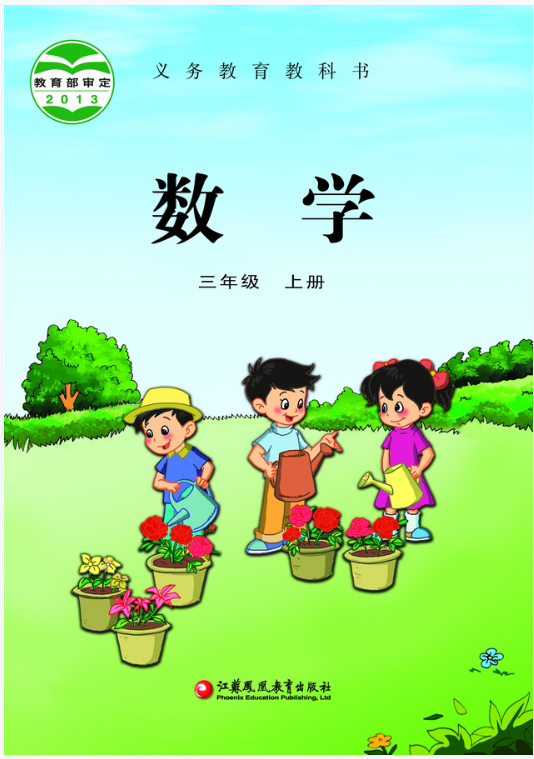 教育部审定
2013
义务教育教科书
数学
三年级 上册
江苏凤凰教育出版社
Phoenix Education Publishing, Ltd